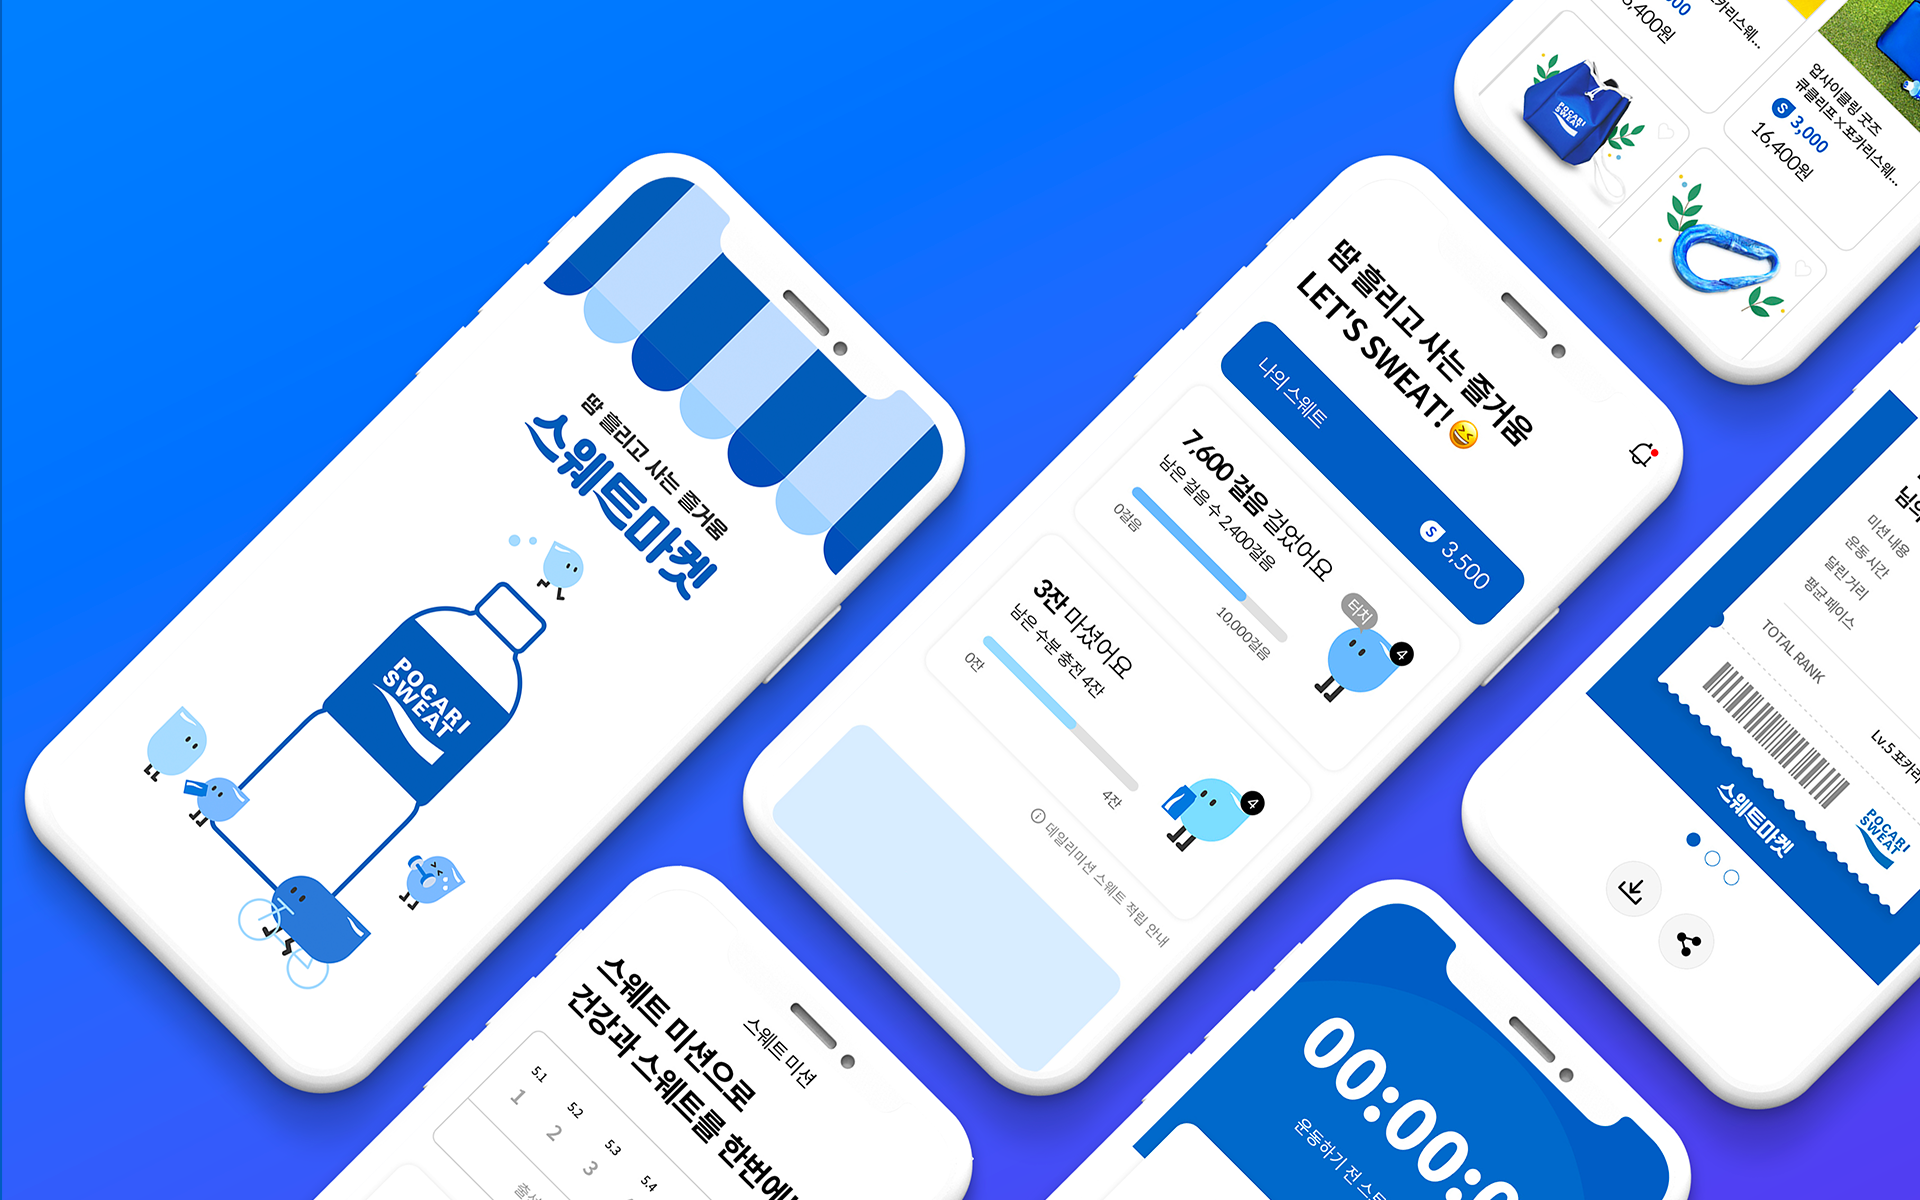 땀 흘리고 사는 즐거움
스웨트마켓
POCARI
SWEAT
땀 흘리고 사는 즐거움
LET'S SWEAT!
나의 스웨트
S 3,500
7,600 걸음 걸었어요
남은 걸음 수 2,400걸음
0걸음
10,000걸음
터치
4
3잔 마셨어요
남은 수분 충전 4잔
0잔
4잔
4
데일리미션 스웨트 적립 안내
포카리스웨...
POCARI
SWEAT
업사이클링 굿즈
큐클리프 X 포카리스웨...
S 3,000
16,400원
님의
미션 내용
운동 시간
달린 거리
평균 페이스
TOTAL RANK
Lv.5 포카리
스웨트마켓
POCARI
SWEAT
스웨트 미션
스웨트 미션으로
건강과 스웨트를 한번에!
5.1
1
5.2
2
5.3
3
5.4
00:00:0
운동하기 전 스트